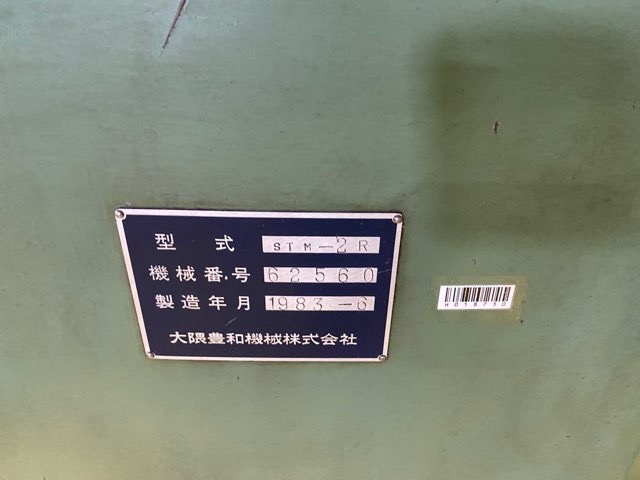 型式 STM-2R
機械番号 62560
製造年月 1983-6
大隈豊和機械株式会社
N018730